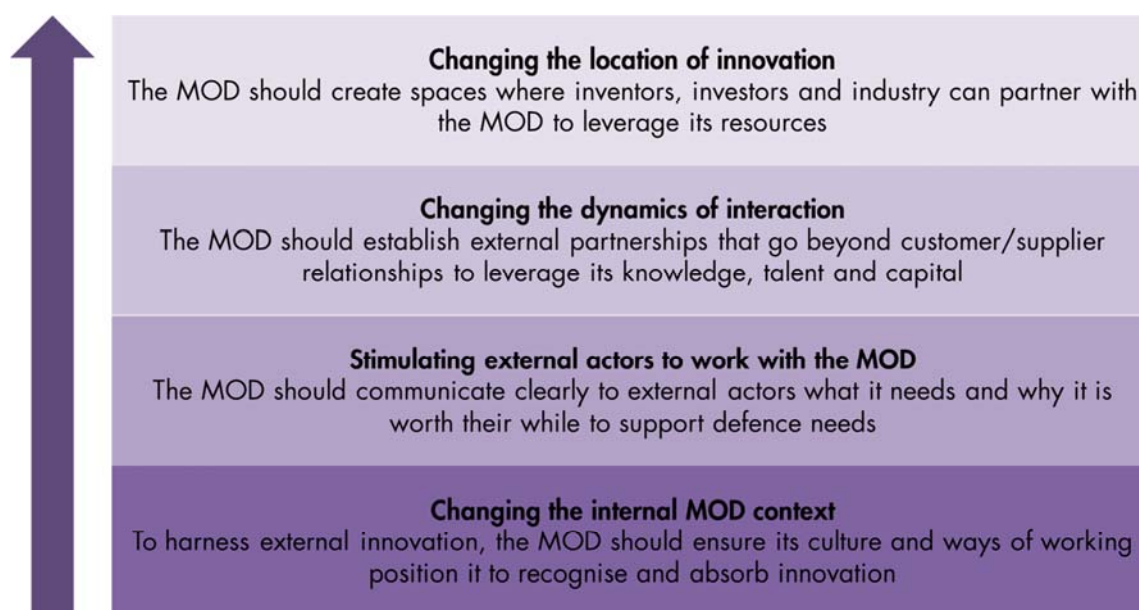 Changing the location of innovation
The MOD should create spaces where inventors, investors and industry can partner with
the MOD to leverage its resources
Changing the dynamics of interaction
The MOD should establish external partnerships that go beyond customer/supplier
relationships to leverage its knowledge, talent and capital
Stimulating external actors to work with the MOD
The MOD should communicate clearly to external actors what it needs and why it is
worth their while to support defence needs
Changing the internal MOD context
To harness external innovation, the MOD should ensure its culture and ways of working
position it to recognise and absorb innovation